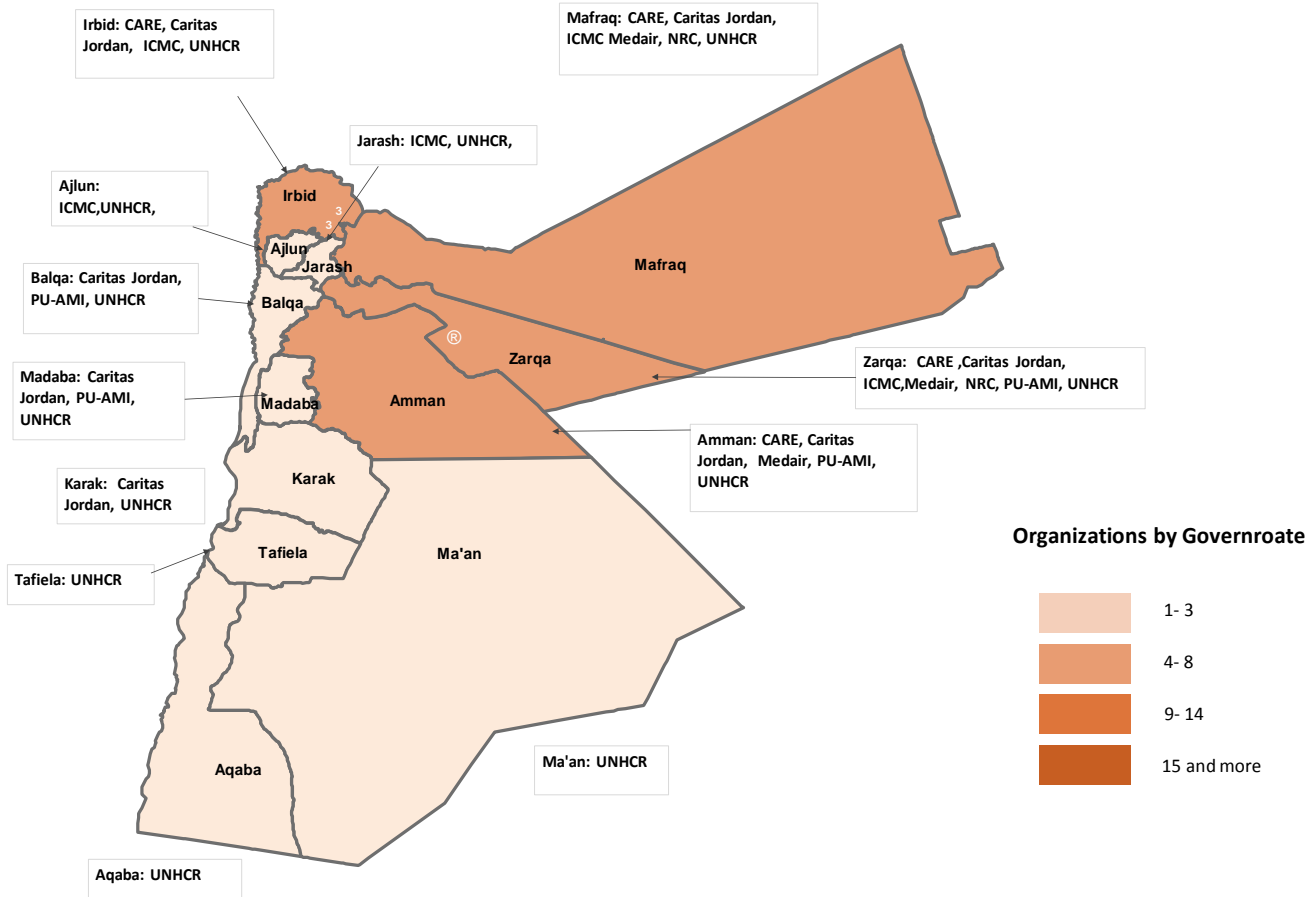 Irbid: CARE, Caritas
Jordan, ICMC, UNHCR
Mafraq: CARE, Caritas Jordan,
ICMC Medair, NRC, UNHCR
Jarash: ICMC, UNHCR,
Ajlun:
ICMC,UNHCR,
Balqa: Caritas Jordan,
PU-AMI, UNHCR
Madaba: Caritas
Jordan, PU-AMI,
UNHCR
Karak: Caritas
Jordan, UNHCR
Tafiela: UNHCR
Aqaba: UNHCR
Ma'an: UNHCR
Zarqa: CARE ,Caritas Jordan,
ICMC,Medair, NRC, PU-AMI, UNHCR
Amman: CARE, Caritas
Jordan, Medair, PU-AMI,
UNHCR
Irbid
3
3
Ajlun
Jarash
Mafraq
Balqa
®
Zarqa
Madaba
Amman
Karak
Tafiela
Ma'an
Aqaba
Organizations by Governroate
1- 3
4- 8
9- 14
15 and more